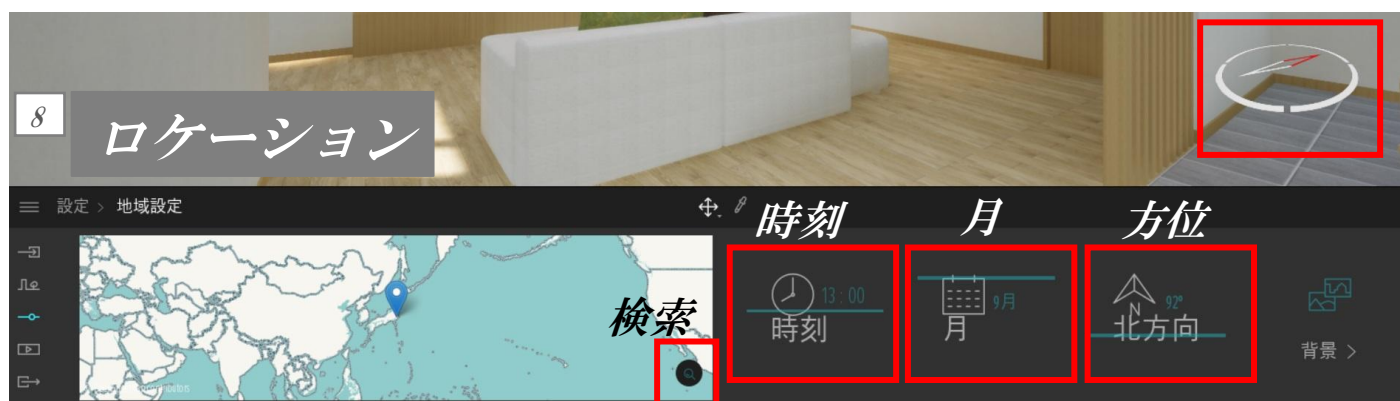 8
ロケーション
設定 > 地域設定
時刻
月
方位
検索
13:00
時刻
9月
月
92°
N
北方向
背景 >